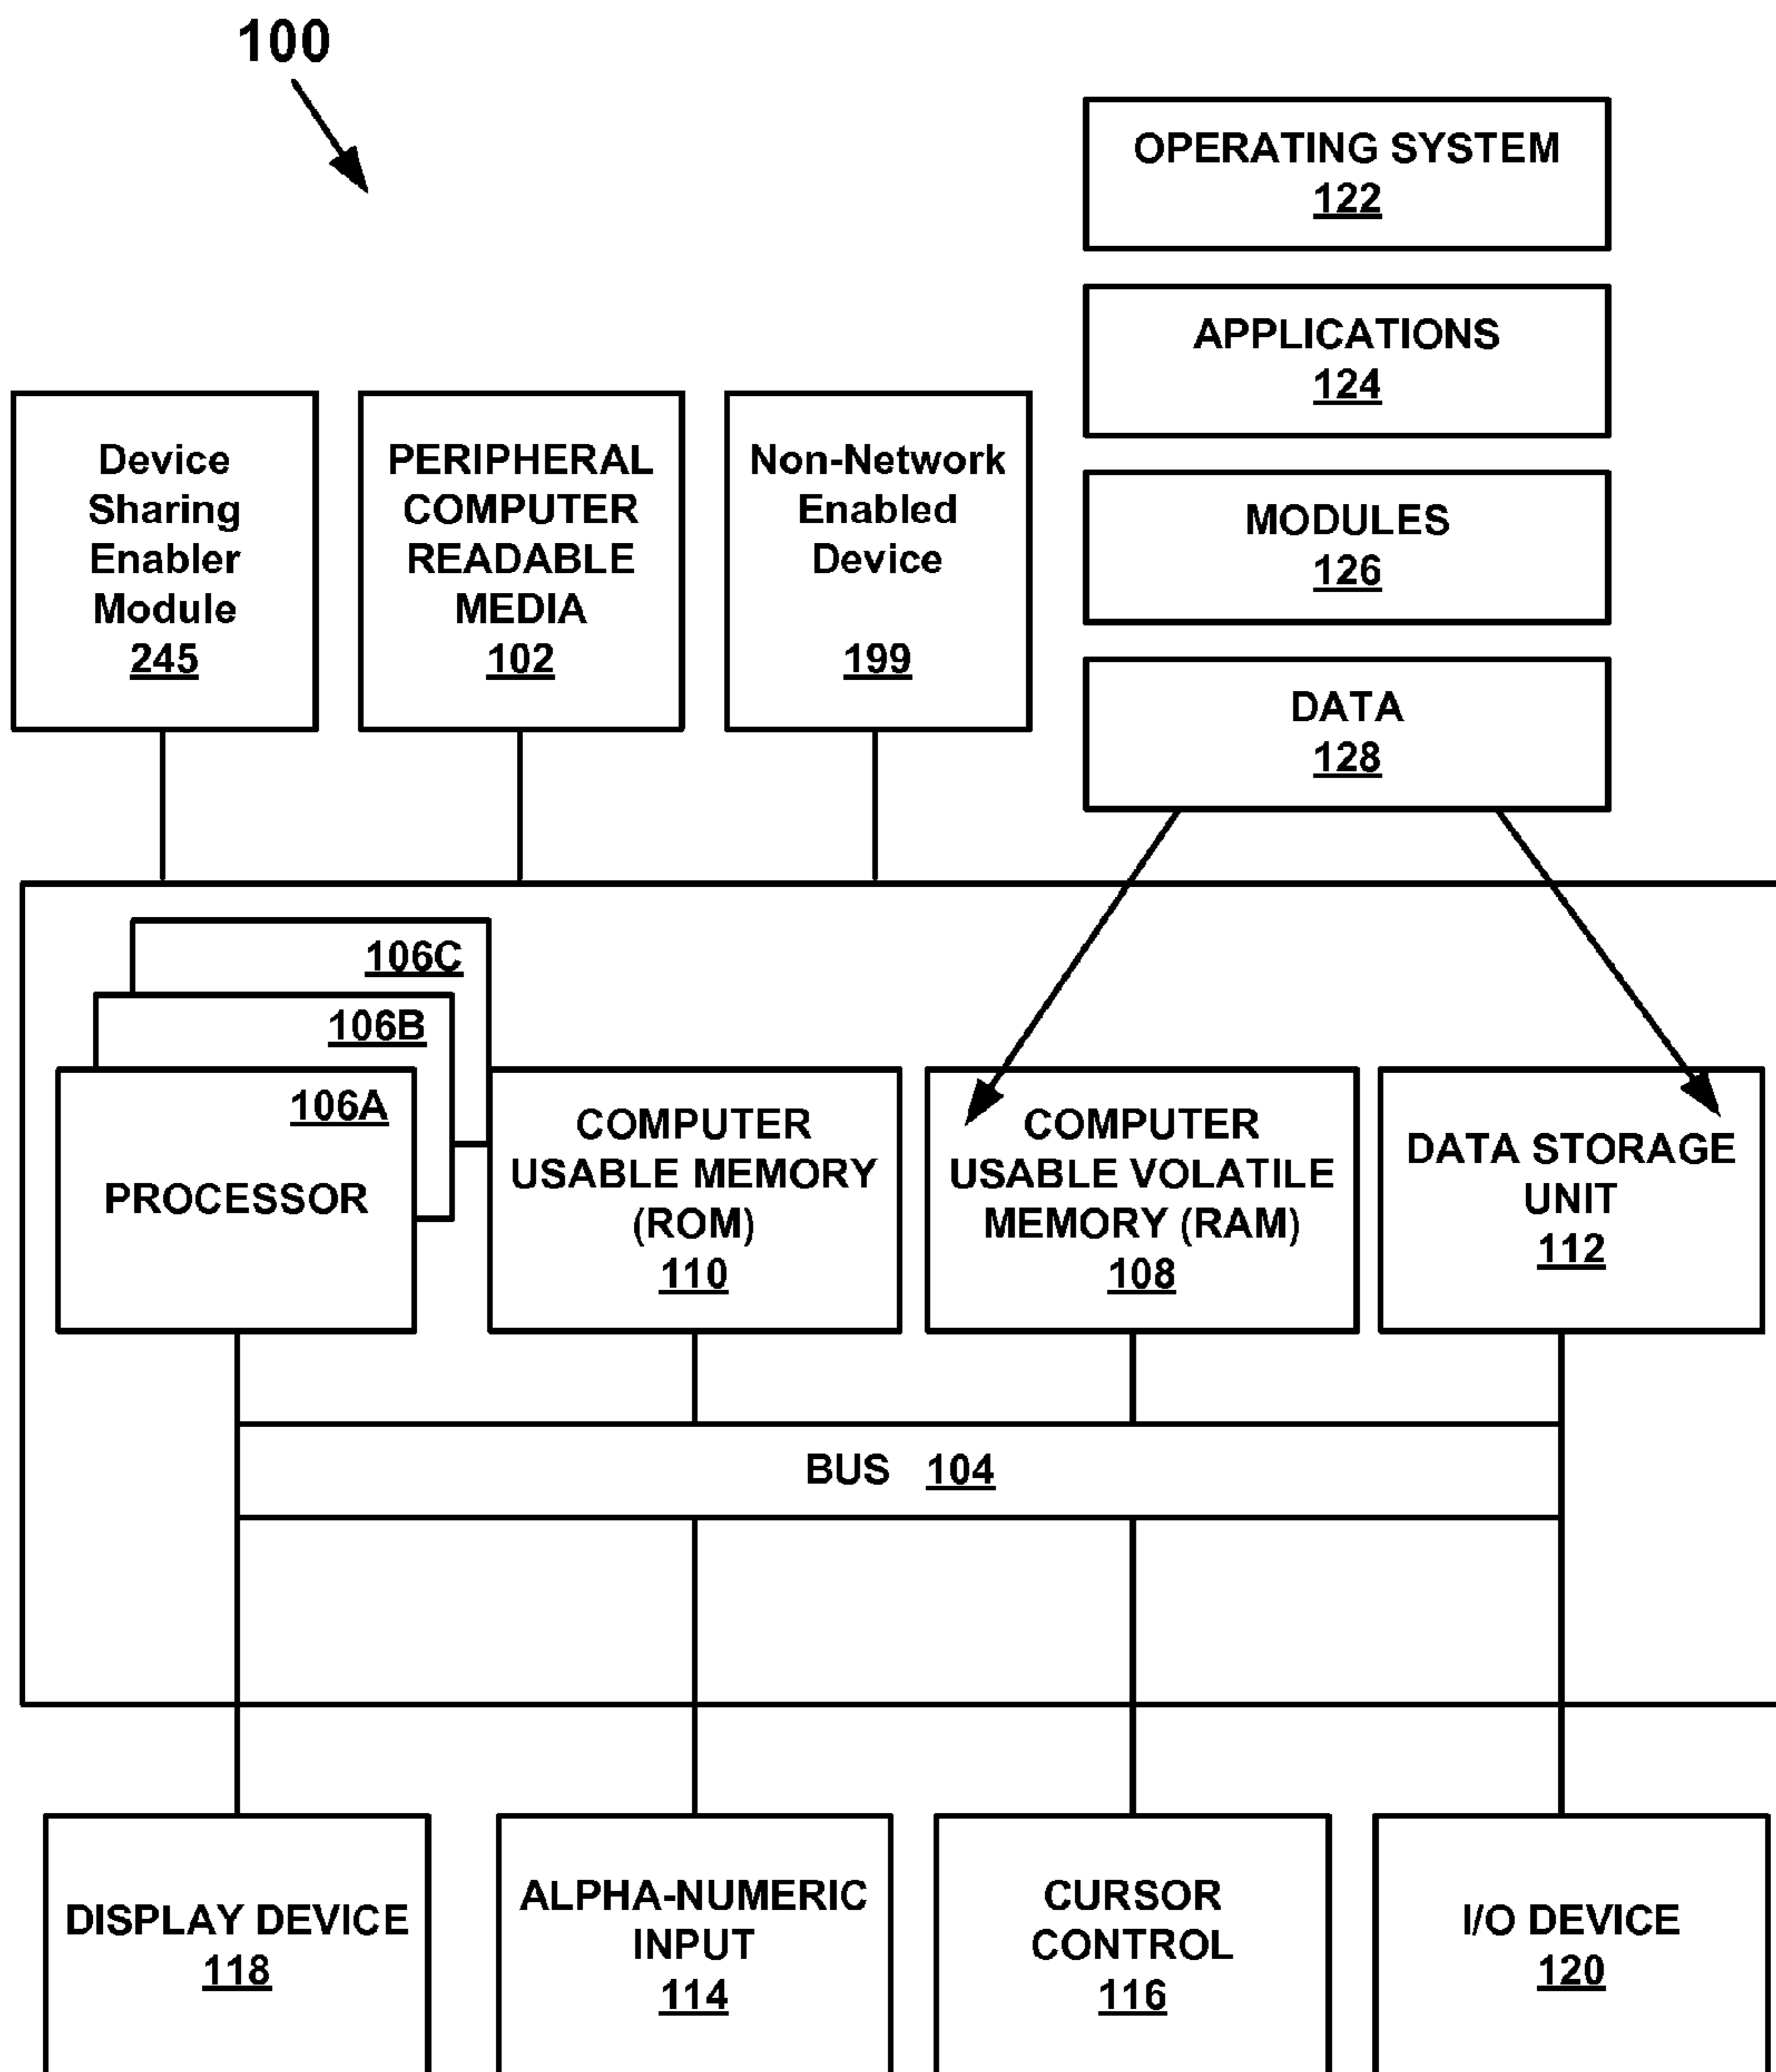 100
OPERATING SYSTEM
122
APPLICATIONS
124
MODULES
126
DATA
128
Device
Sharing
Enabler
Module
245
PERIPHERAL
COMPUTER
READABLE
MEDIA
102
Non-Network
Enabled
Device
199
106C
106B
106A
PROCESSOR
COMPUTER
USABLE MEMORY
(ROM)
110
COMPUTER
USABLE VOLATILE
MEMORY (RAM)
108
DATA STORAGE
UNIT
112
BUS 104
DISPLAY DEVICE
118
ALPHA-NUMERIC
INPUT
114
CURSOR
CONTROL
116
I/O DEVICE
120